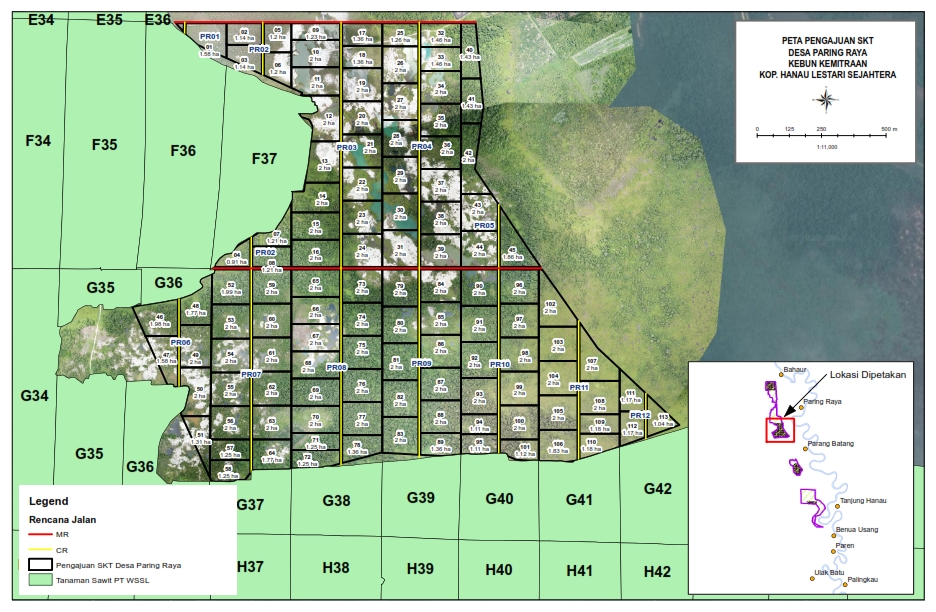 E34
E35
E36
F34
F35
F36
F37
G35
G36
G34
G35
G36
G37
G38
G39
G40
G41
G42
H37
H38
H39
H40
H41
H42
PR01
PR02
PR03
PR04
PR05
PR02
PR06
PR07
PR08
PR09
PR10
PR11
PR12
01
1.58 ha
02
1.14 ha
03
1.14 ha
05
1.2 ha
06
1.2 ha
09
1.23 ha
10
2 ha
11
2 ha
12
2 ha
13
2 ha
14
2 ha
15
2 ha
16
2 ha
07
1.21 ha
04
0.91 ha
08
1.21 ha
17
1.36 ha
18
1.36 ha
19
2 ha
20
2 ha
21
2 ha
22
2 ha
23
2 ha
24
2 ha
25
1.26 ha
26
2 ha
27
2 ha
28
2 ha
29
2 ha
30
2 ha
31
2 ha
32
1.46 ha
33
1.46 ha
34
2 ha
35
2 ha
36
2 ha
37
2 ha
38
2 ha
39
2 ha
40
1.43 ha
41
1.43 ha
42
2 ha
43
2 ha
44
2 ha
45
1.86 ha
46
1.98 ha
47
1.58 ha
48
1.77 ha
49
2 ha
50
2 ha
51
1.31 ha
52
1.99 ha
53
2 ha
54
2 ha
55
2 ha
56
2 ha
57
1.25 ha
58
1.25 ha
59
2 ha
60
2 ha
61
2 ha
62
2 ha
63
2 ha
64
1.77 ha
65
2 ha
66
2 ha
67
2 ha
68
2 ha
69
2 ha
70
2 ha
71
1.25 ha
72
1.25 ha
73
2 ha
74
2 ha
75
2 ha
76
2 ha
77
2 ha
78
1.36 ha
79
2 ha
80
2 ha
81
2 ha
82
2 ha
83
2 ha
84
2 ha
85
2 ha
86
2 ha
87
2 ha
88
2 ha
89
1.36 ha
90
2 ha
91
2 ha
92
2 ha
93
2 ha
94
1.11 ha
95
1.11 ha
96
2 ha
97
2 ha
98
2 ha
99
2 ha
100
2 ha
101
1.12 ha
102
2 ha
103
2 ha
104
2 ha
105
2 ha
106
1.83 ha
107
2 ha
108
2 ha
109
1.18 ha
110
1.18 ha
111
1.17 ha
112
1.17 ha
113
1.04 ha
PETA PENGAJUAN SKT
DESA PARING RAYA
KEBUN KEMITRAAN
KOP. HANAU LESTARI SEJAHTERA
0 125 250 500 m
1:11,000
Lokasi Dipetakan
Bahaur
Paring Raya
Parang Batang
Tanjung Hanau
Benua Usang
Paren
Ulak Batu
Palingkau
Legend
Rencana Jalan
MR
CR
Pengajuan SKT Desa Paring Raya
Tanaman Sawit PT WSSL